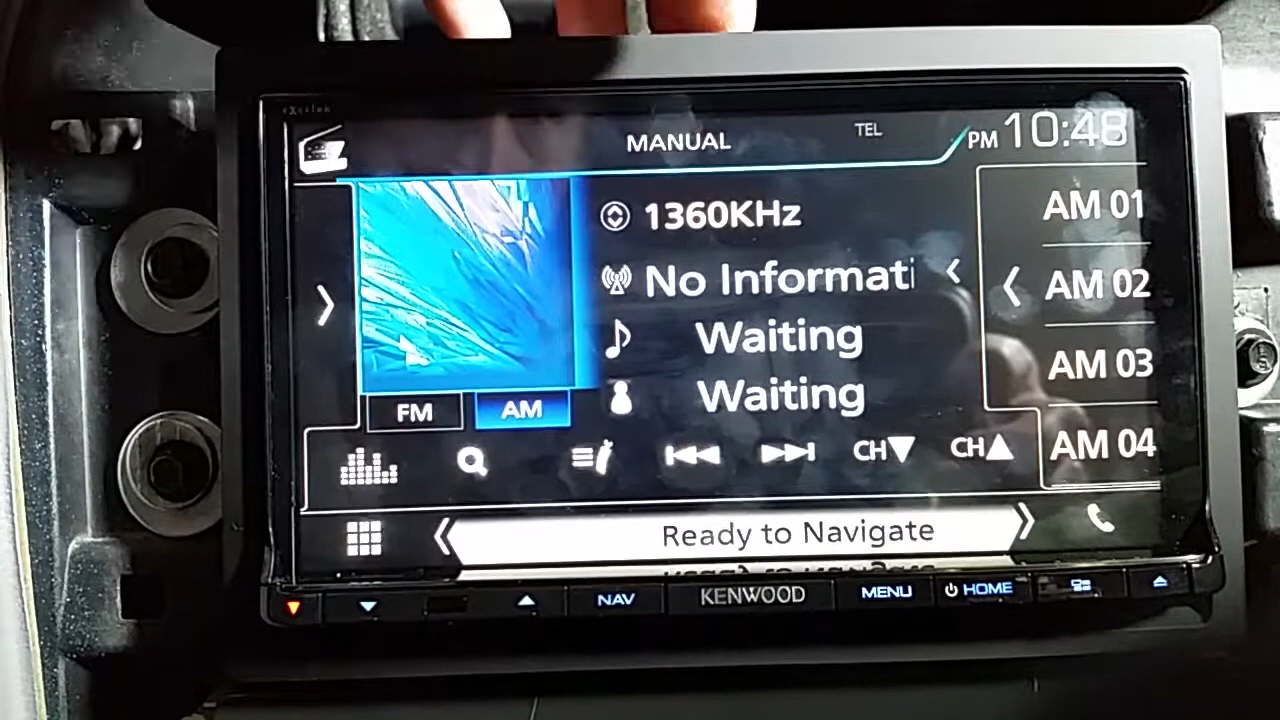 eXcelon
MANUAL
TEL
PM 10:48
1360KHz
No Informati
Waiting
Waiting
FM
AM
AM 01
AM 02
AM 03
AM 04
CH▼
CH▲
Ready to Navigate
NAV
KENWOOD
MENU
HOME